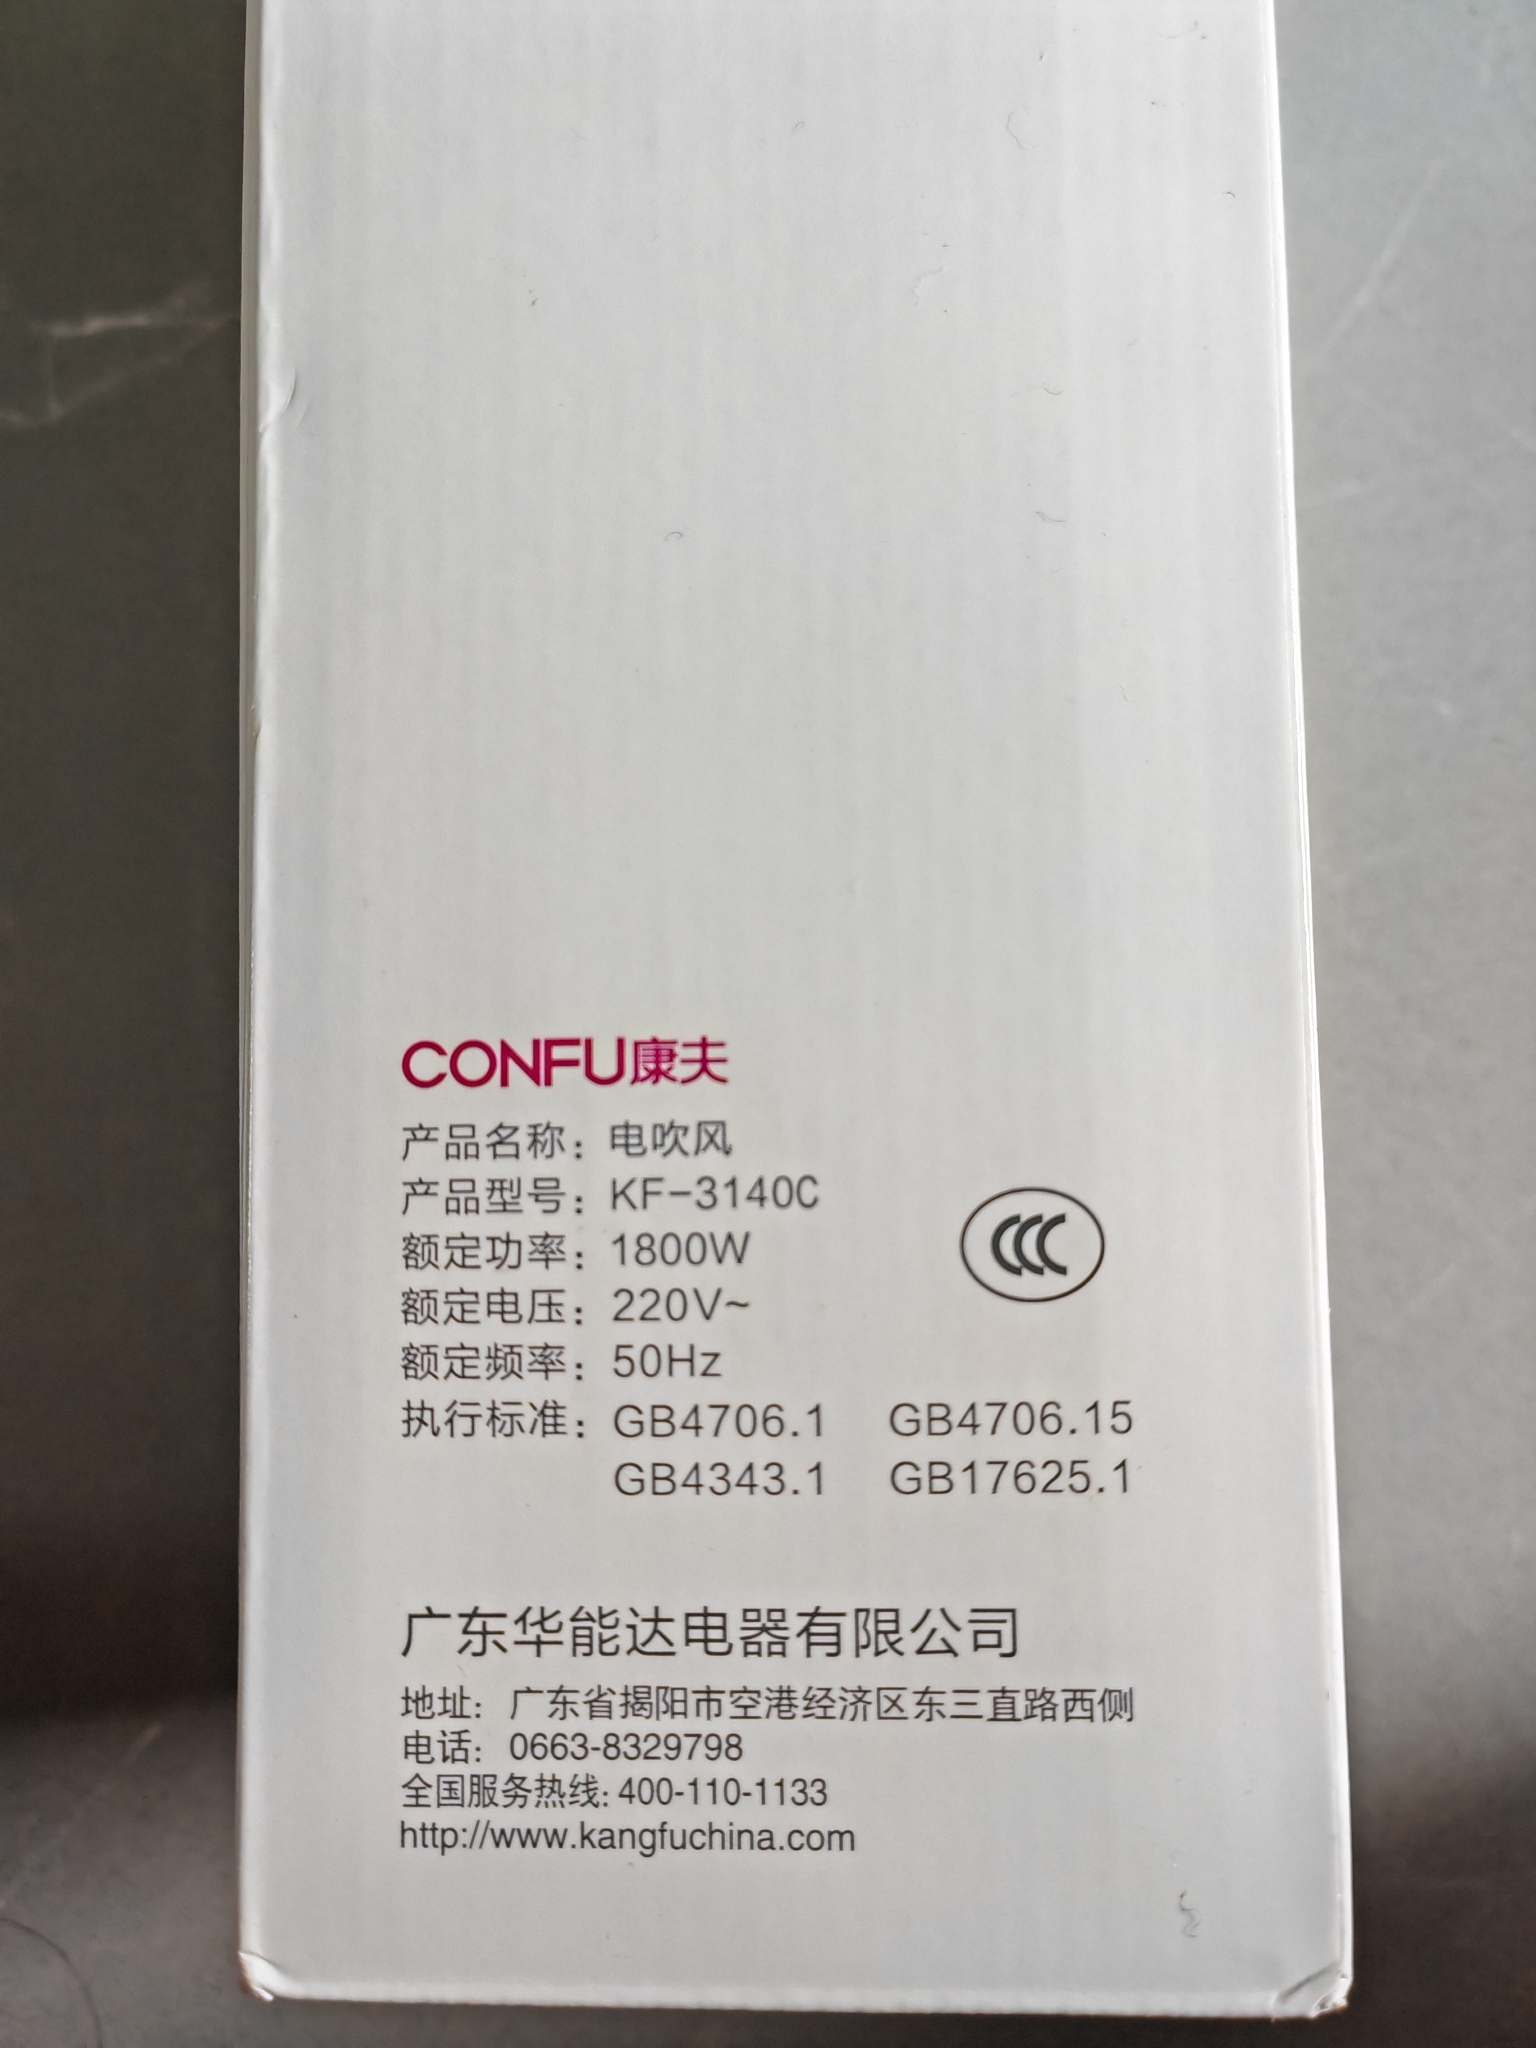 CONFU康夫
产品名称：电吹风
产品型号：KF-3140C
额定功率：1800W
额定电压：220V~
额定频率：50Hz
执行标准：GB4706.1 GB4706.15
GB4343.1 GB17625.1
CCC
广东华能达电器有限公司
地址：广东省揭阳市空港经济区东三直路西侧
电话：0663-8329798
全国服务热线：400-110-1133
http://www.kangfuchina.com